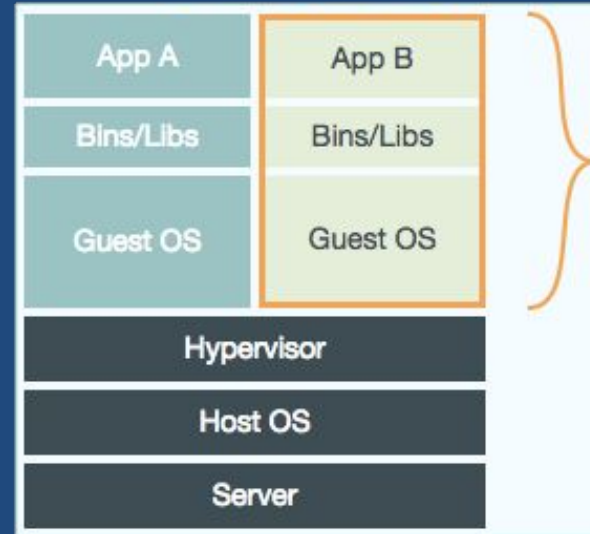 App A App B
Bins/Libs Bins/Libs
Guest OS Guest OS
Hypervisor
Host OS
Server